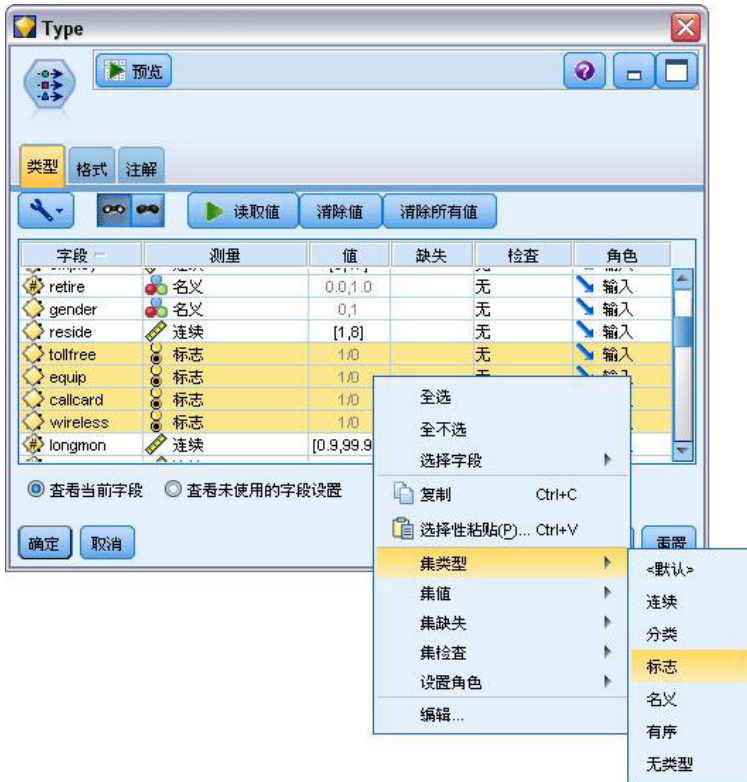 Type
预览
类型 格式 注解
读取值 清除值 清除所有值
字段 测量 值 缺失 检查 角色
retire 名义 0.0,1.0 无 输入
gender 名义 0,1 无 输入
reside 连续 [1,8] 无 输入
tollfree 标志 1/0 无 输入
equip 标志 1/0 无 输入
callcard 标志 1/0
wireless 标志 1/0
longmon 连续 [0.9,99.9
查看当前字段 查看未使用的字段设置
确定 取消 重置
全选
全不选
选择字段
复制 Ctrl+C
选择性粘贴(P)... Ctrl+V
集类型
集值
集缺失
集检查
设置角色
编辑...
<默认>
连续
分类
标志
名义
有序
无类型